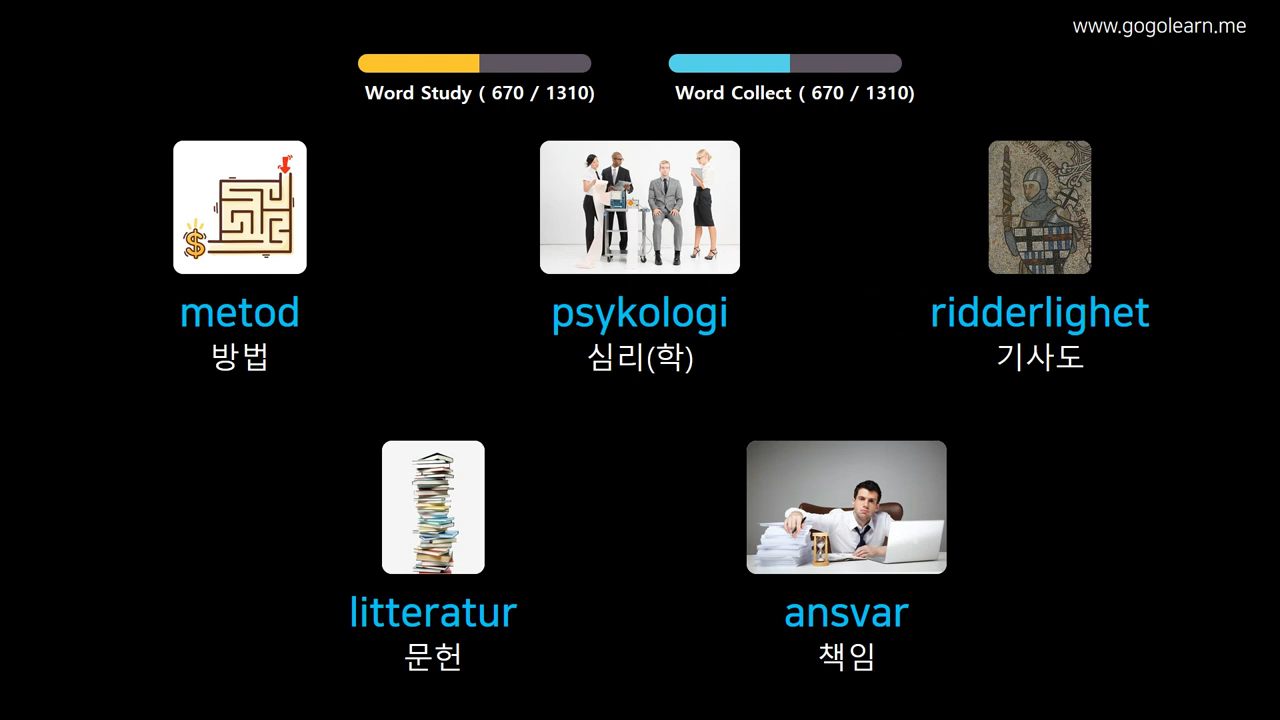 www.gogolearn.me
Word Study ( 670 / 1310)
Word Collect ( 670 / 1310)
metod
방법
psykologi
심리(학)
ridderlighet
기사도
litteratur
문헌
ansvar
책임